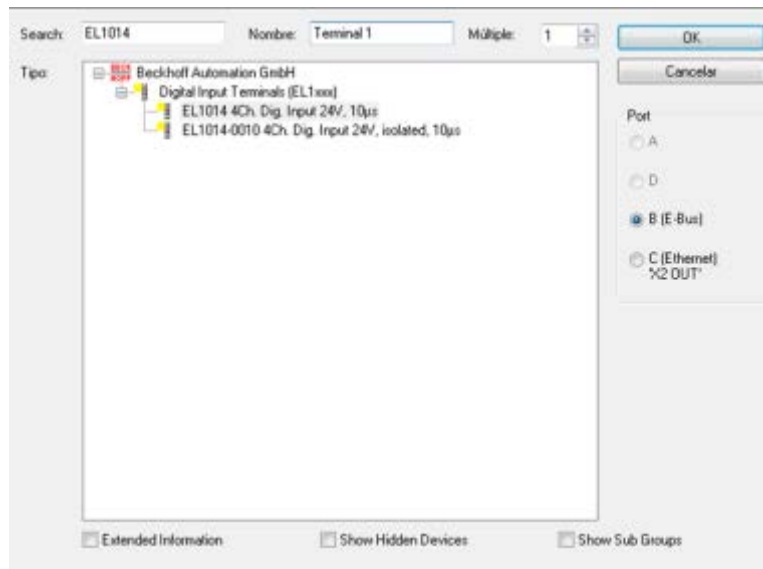 Search: EL1014 Nombre: Terminal 1 Múltiple: 1 OK
Tipo: Beckhoff Automation GmbH Cancelar
Digital Input Terminals (EL1xxx)
EL1014 4Ch. Dig. Input 24V, 10µs
EL1014-0010 4Ch. Dig. Input 24V, isolated, 10µs
Port
A
D
B (E-Bus)
C (Ethernet)
"X2 OUT"
Extended Information Show Hidden Devices Show Sub Groups